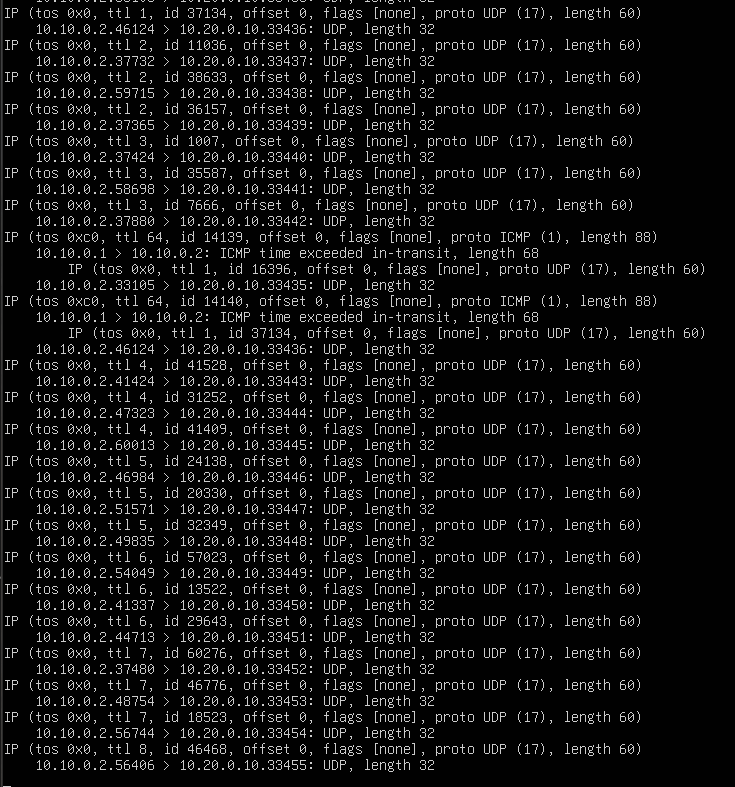 IP (tos 0x0, ttl 1, id 37134, offset 0, flags [none], proto UDP (17), length 60)
10.10.0.2.46124 > 10.20.0.10.33436: UDP, length 32
IP (tos 0x0, ttl 2, id 11036, offset 0, flags [none], proto UDP (17), length 60)
10.10.0.2.37732 > 10.20.0.10.33437: UDP, length 32
IP (tos 0x0, ttl 2, id 38633, offset 0, flags [none], proto UDP (17), length 60)
10.10.0.2.59715 > 10.20.0.10.33438: UDP, length 32
IP (tos 0x0, ttl 2, id 36157, offset 0, flags [none], proto UDP (17), length 60)
10.10.0.2.37365 > 10.20.0.10.33439: UDP, length 32
IP (tos 0x0, ttl 3, id 1007, offset 0, flags [none], proto UDP (17), length 60)
10.10.0.2.37424 > 10.20.0.10.33440: UDP, length 32
IP (tos 0x0, ttl 3, id 35587, offset 0, flags [none], proto UDP (17), length 60)
10.10.0.2.58698 > 10.20.0.10.33441: UDP, length 32
IP (tos 0x0, ttl 3, id 7666, offset 0, flags [none], proto UDP (17), length 60)
10.10.0.2.37880 > 10.20.0.10.33442: UDP, length 32
IP (tos 0xc0, ttl 64, id 14139, offset 0, flags [none], proto ICMP (1), length 88)
10.10.0.1 > 10.10.0.2: ICMP time exceeded in-transit, length 68
IP (tos 0x0, ttl 1, id 16396, offset 0, flags [none], proto UDP (17), length 60)
10.10.0.2.33105 > 10.20.0.10.33435: UDP, length 32
IP (tos 0xc0, ttl 64, id 14140, offset 0, flags [none], proto ICMP (1), length 88)
10.10.0.1 > 10.10.0.2: ICMP time exceeded in-transit, length 68
IP (tos 0x0, ttl 1, id 37134, offset 0, flags [none], proto UDP (17), length 60)
10.10.0.2.46124 > 10.20.0.10.33436: UDP, length 32
IP (tos 0x0, ttl 4, id 41528, offset 0, flags [none], proto UDP (17), length 60)
10.10.0.2.41424 > 10.20.0.10.33443: UDP, length 32
IP (tos 0x0, ttl 4, id 31252, offset 0, flags [none], proto UDP (17), length 60)
10.10.0.2.47323 > 10.20.0.10.33444: UDP, length 32
IP (tos 0x0, ttl 4, id 41409, offset 0, flags [none], proto UDP (17), length 60)
10.10.0.2.60013 > 10.20.0.10.33445: UDP, length 32
IP (tos 0x0, ttl 5, id 24138, offset 0, flags [none], proto UDP (17), length 60)
10.10.0.2.46984 > 10.20.0.10.33446: UDP, length 32
IP (tos 0x0, ttl 5, id 20330, offset 0, flags [none], proto UDP (17), length 60)
10.10.0.2.51571 > 10.20.0.10.33447: UDP, length 32
IP (tos 0x0, ttl 5, id 32349, offset 0, flags [none], proto UDP (17), length 60)
10.10.0.2.49835 > 10.20.0.10.33448: UDP, length 32
IP (tos 0x0, ttl 6, id 57023, offset 0, flags [none], proto UDP (17), length 60)
10.10.0.2.54049 > 10.20.0.10.33449: UDP, length 32
IP (tos 0x0, ttl 6, id 13522, offset 0, flags [none], proto UDP (17), length 60)
10.10.0.2.41337 > 10.20.0.10.33450: UDP, length 32
IP (tos 0x0, ttl 6, id 29643, offset 0, flags [none], proto UDP (17), length 60)
10.10.0.2.44713 > 10.20.0.10.33451: UDP, length 32
IP (tos 0x0, ttl 7, id 60276, offset 0, flags [none], proto UDP (17), length 60)
10.10.0.2.37480 > 10.20.0.10.33452: UDP, length 32
IP (tos 0x0, ttl 7, id 46776, offset 0, flags [none], proto UDP (17), length 60)
10.10.0.2.48754 > 10.20.0.10.33453: UDP, length 32
IP (tos 0x0, ttl 7, id 18523, offset 0, flags [none], proto UDP (17), length 60)
10.10.0.2.56744 > 10.20.0.10.33454: UDP, length 32
IP (tos 0x0, ttl 8, id 46468, offset 0, flags [none], proto UDP (17), length 60)
10.10.0.2.56406 > 10.20.0.10.33455: UDP, length 32